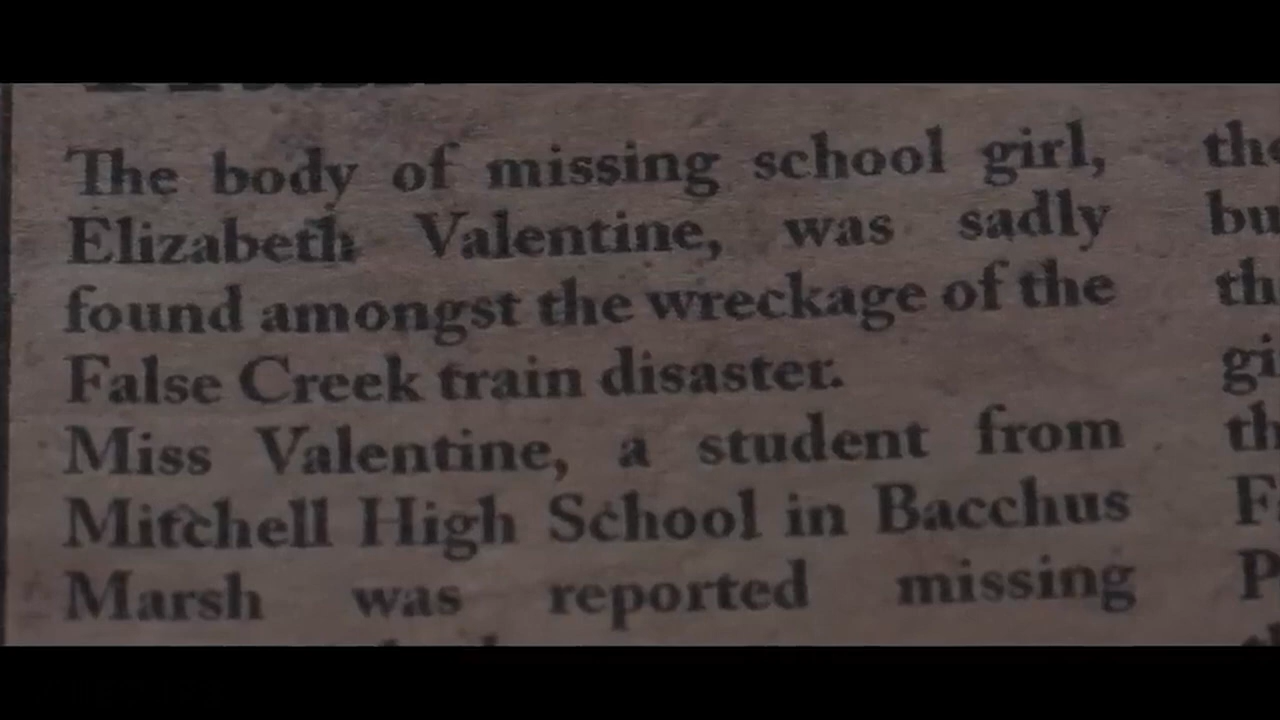 The body of missing school girl,
Elizabeth Valentine, was sadly
found amongst the wreckage of the
False Creek train disaster.
Miss Valentine, a student from
Mitchell High School in Bacchus
Marsh was reported missing